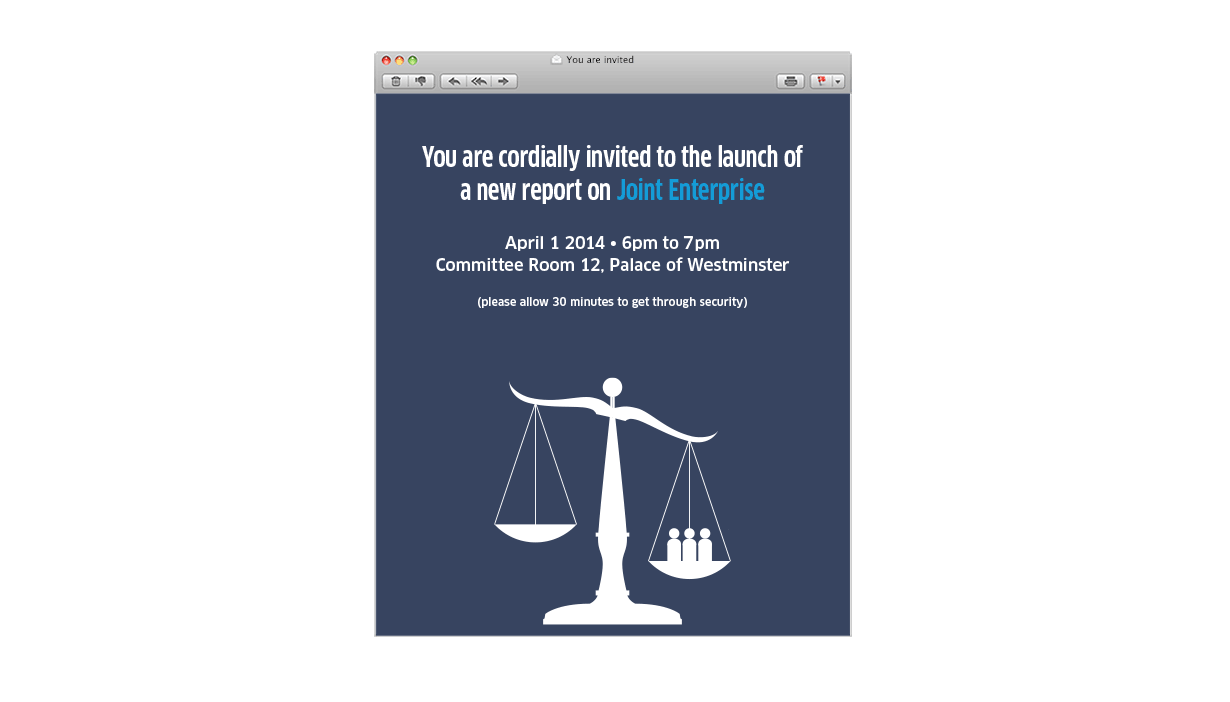 You are invited
You are cordially invited to the launch of
a new report on Joint Enterprise
April 1 2014 • 6pm to 7pm
Committee Room 12, Palace of Westminster
(please allow 30 minutes to get through security)